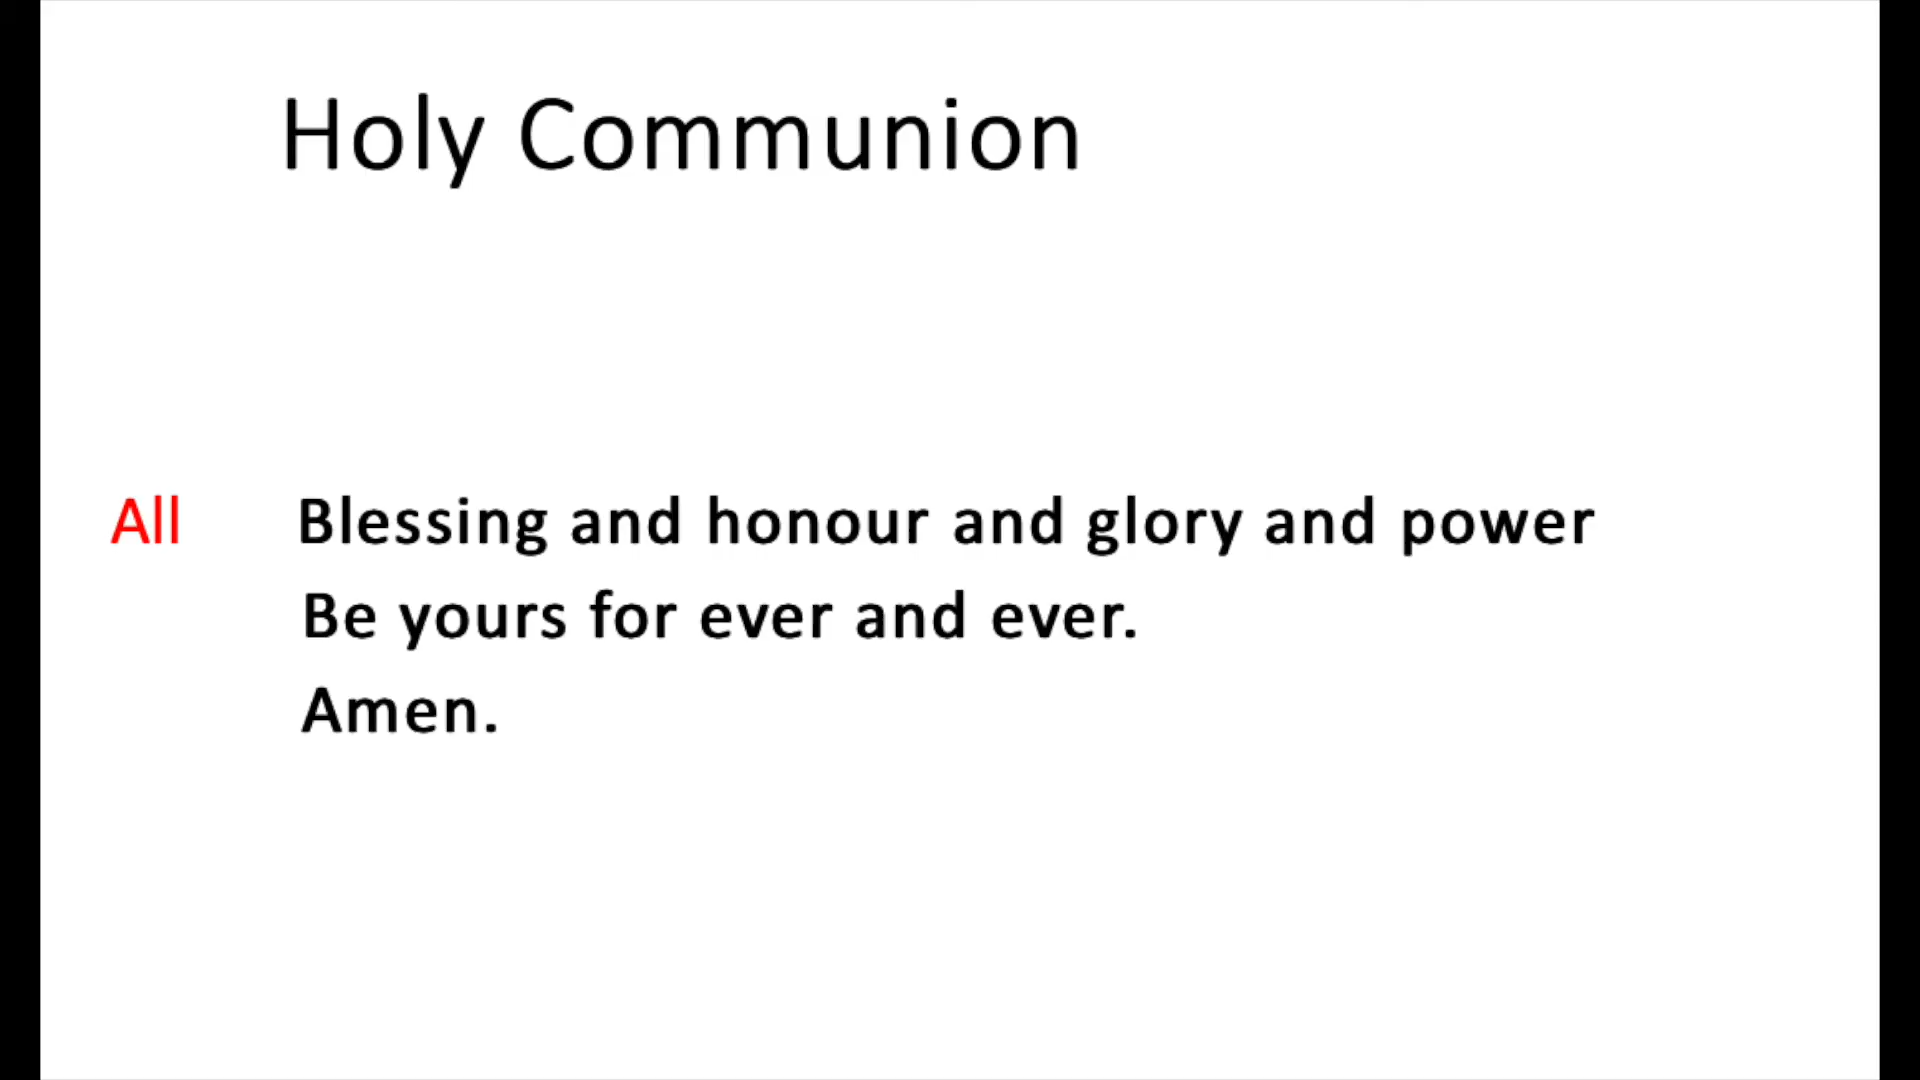 Holy Communion
All Blessing and honour and glory and power
Be yours for ever and ever.
Amen.